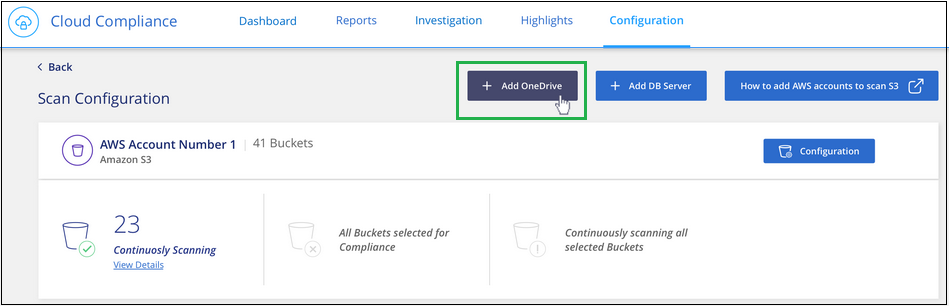 Cloud Compliance Dashboard Reports Investigation Highlights Configuration
Back
+ Add OneDrive + Add DB Server How to add AWS accounts to scan S3
Scan Configuration
AWS Account Number 1 | 41 Buckets
Amazon S3
Configuration
23
Continuosly Scanning
View Details
All Buckets selected for
Compliance
Continuously scanning all
selected Buckets